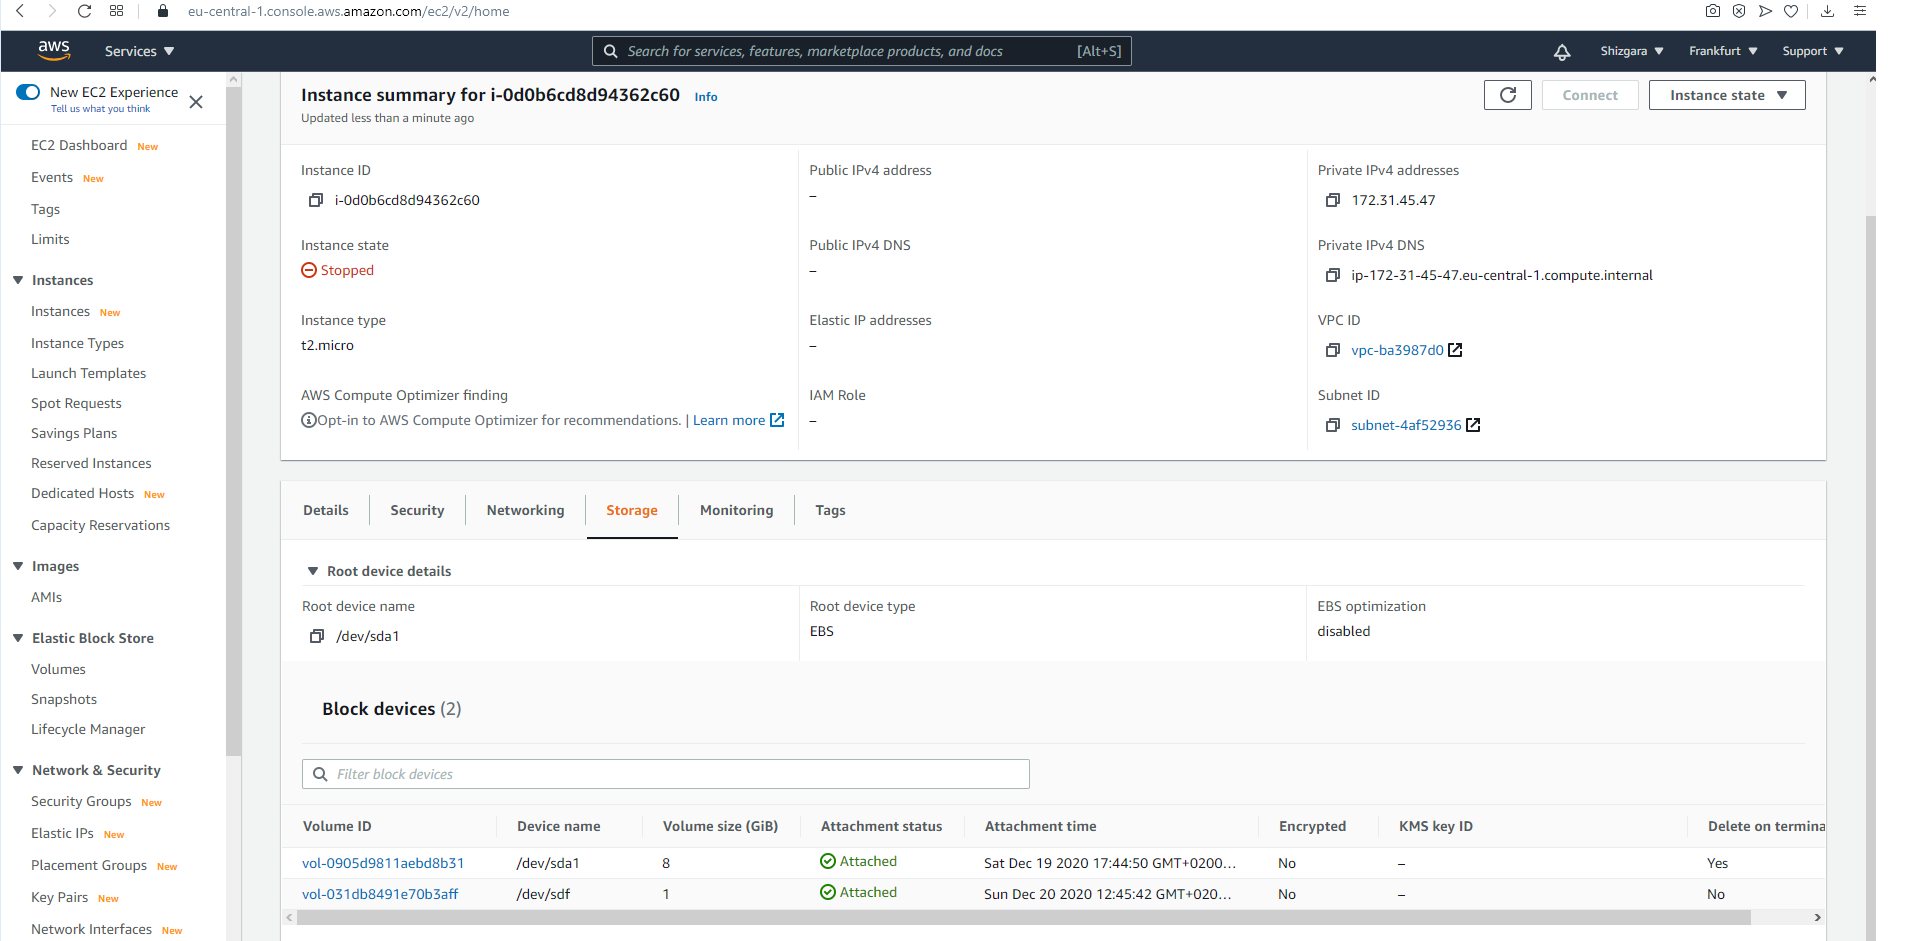 eu-central-1.console.aws.amazon.com/ec2/v2/home
aws
Services
Search for services, features, marketplace products, and docs [Alt+S]
Shizgara
Frankfurt
Support
New EC2 Experience
Tell us what you think
EC2 Dashboard New
Events New
Tags
Limits
Instances
Instances New
Instance Types
Launch Templates
Spot Requests
Savings Plans
Reserved Instances
Dedicated Hosts New
Capacity Reservations
Images
AMIs
Elastic Block Store
Volumes
Snapshots
Lifecycle Manager
Network & Security
Security Groups New
Elastic IPs New
Placement Groups New
Key Pairs New
Network Interfaces New
Instance summary for i-0d0b6cd8d94362c60 Info
Updated less than a minute ago
Connect
Instance state
Instance ID
i-0d0b6cd8d94362c60
Public IPv4 address
–
Private IPv4 addresses
172.31.45.47
Instance state
Stopped
Public IPv4 DNS
–
Private IPv4 DNS
ip-172-31-45-47.eu-central-1.compute.internal
Instance type
t2.micro
Elastic IP addresses
–
VPC ID
vpc-ba3987d0
AWS Compute Optimizer finding
Opt-in to AWS Compute Optimizer for recommendations. | Learn more
IAM Role
–
Subnet ID
subnet-4af52936
Details
Security
Networking
Storage
Monitoring
Tags
Root device details
Root device name
/dev/sda1
Root device type
EBS
EBS optimization
disabled
Block devices (2)
Filter block devices
Volume ID Device name Volume size (GiB) Attachment status Attachment time Encrypted KMS key ID Delete on termina
vol-0905d9811aebd8b31 /dev/sda1 8 Attached Sat Dec 19 2020 17:44:50 GMT+0200... No – Yes
vol-031db8491e70b3aff /dev/sdf 1 Attached Sun Dec 20 2020 12:45:42 GMT+020... No – No